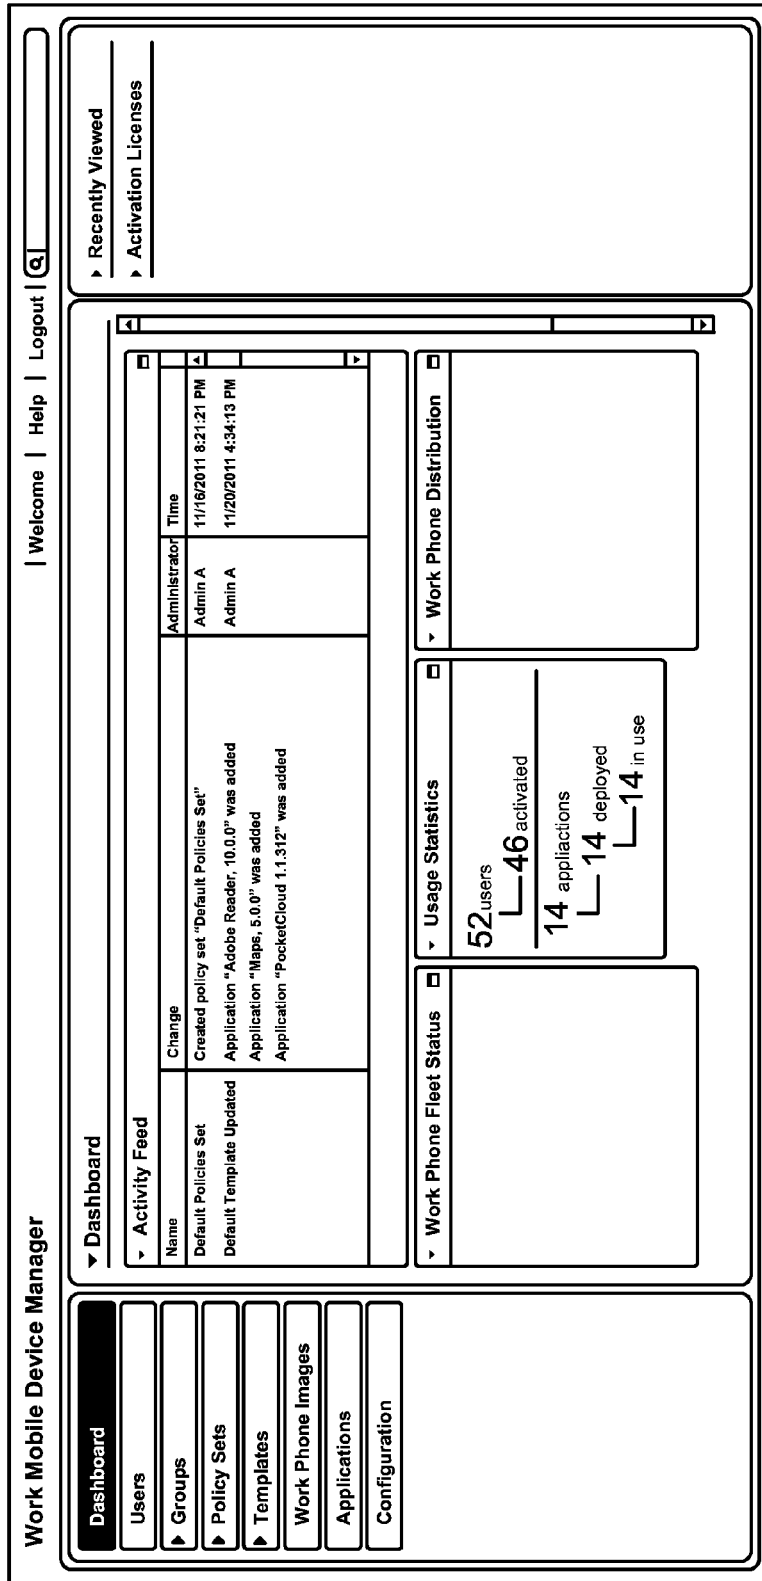 Work Mobile Device Manager
| Welcome | Help | Logout |
Dashboard
Users
Groups
Policy Sets
Templates
Work Phone Images
Applications
Configuration
Dashboard
Activity Feed
Name Change Administrator Time
Default Policies Set Created policy set “Default Policies Set” Admin A 11/16/2011 8:21:21 PM
Default Template Updated Application “Adobe Reader, 10.0.0” was added Admin A 11/20/2011 4:34:13 PM
Application “Maps, 5.0.0” was added
Application “PocketCloud 1.1.312” was added
Work Phone Fleet Status
Usage Statistics
52 users
46 activated
14 appliactions
14 deployed
14 in use
Work Phone Distribution
Recently Viewed
Activation Licenses